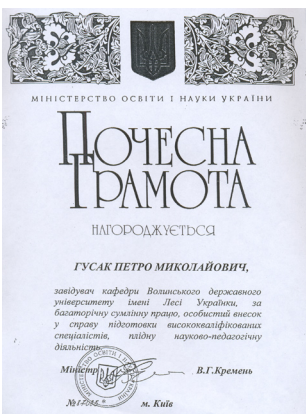 МІНІСТЕРСТВО ОСВІТИ І НАУКИ УКРАЇНИ
ПОЧЕСНА
ГРАМОТА
НАГОРОДЖУЄТЬСЯ
ГУСАК ПЕТРО МИКОЛАЙОВИЧ,
завідувач кафедри Волинського державного
університету імені Лесі Українки, за
багаторічну сумлінну працю, особистий внесок
у справу підготовки висококваліфікованих
спеціалістів, плідну науково-педагогічну
діяльність.
Міністр В.Г.Кремень
м. Київ